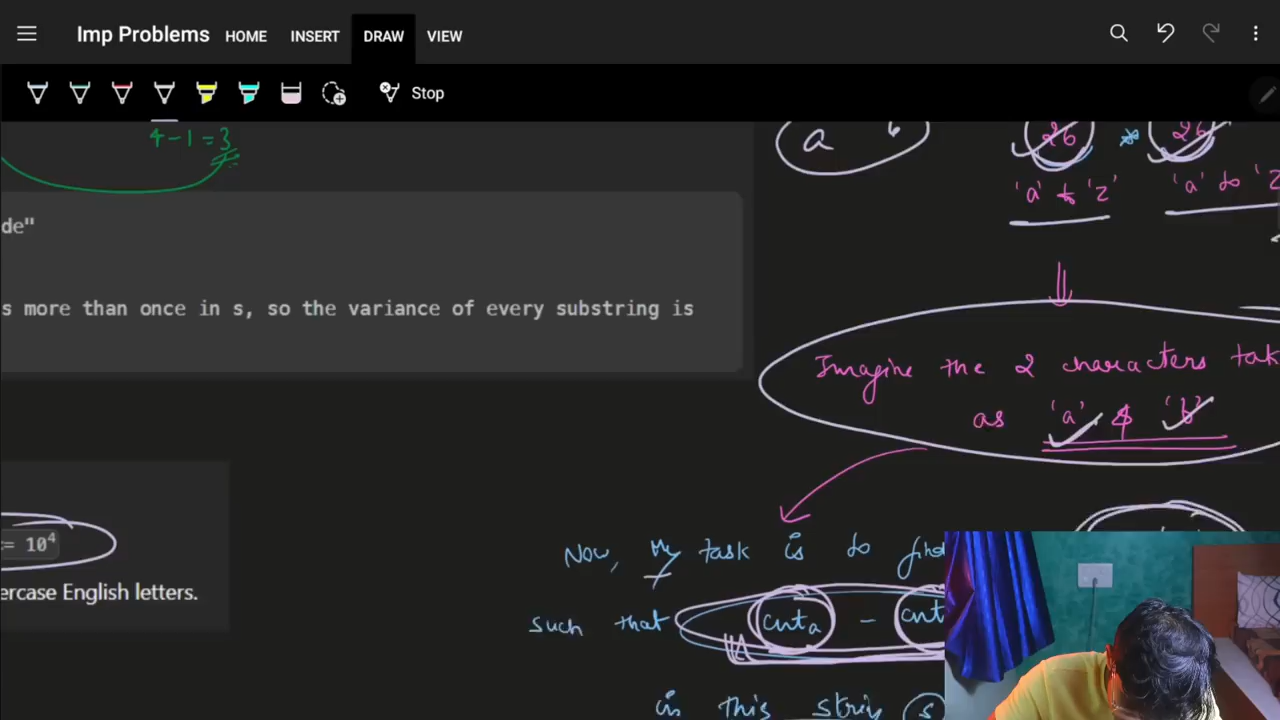 Imp Problems HOME INSERT DRAW VIEW
Stop
4-1=3
a b 26 * 26
'a' to 'z' 'a' to 'z
de"
s more than once in s, so the variance of every substring is
Imagine the 2 characters tak
as 'a' & 'b'
= 10⁴
ercase English letters.
Now, my task is to find
such that cnta - cnt
in this string s